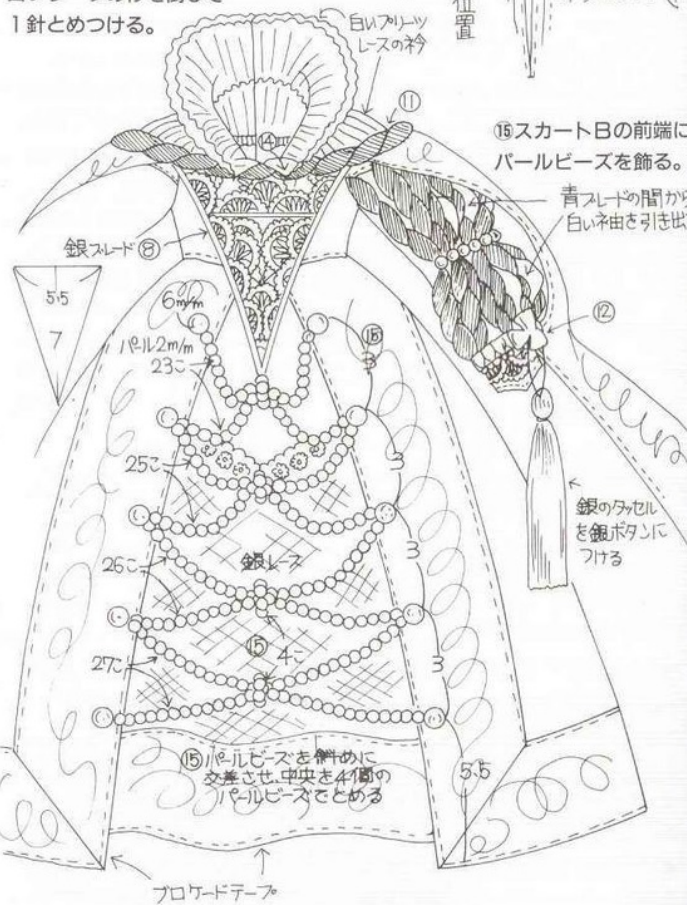 1針とめつける。
位置
白いプリーツ
レースの衿
⑪
⑭
⑮スカートBの前端に
パールビーズを飾る。
青ブレードの間から
白い袖を引き出
銀ブレード⑧
5.5
7
6m/m
パール2m/m
23こ
⑮
3
⑫
25こ
3
銀のタッセル
を銀ボタンに
つける
銀レース
3
26こ
⑮
4こ
27こ
3
⑮パールビーズを斜めに
交差させ、中央を4個の
パールビーズでとめる
5.5
ブロケードテープ